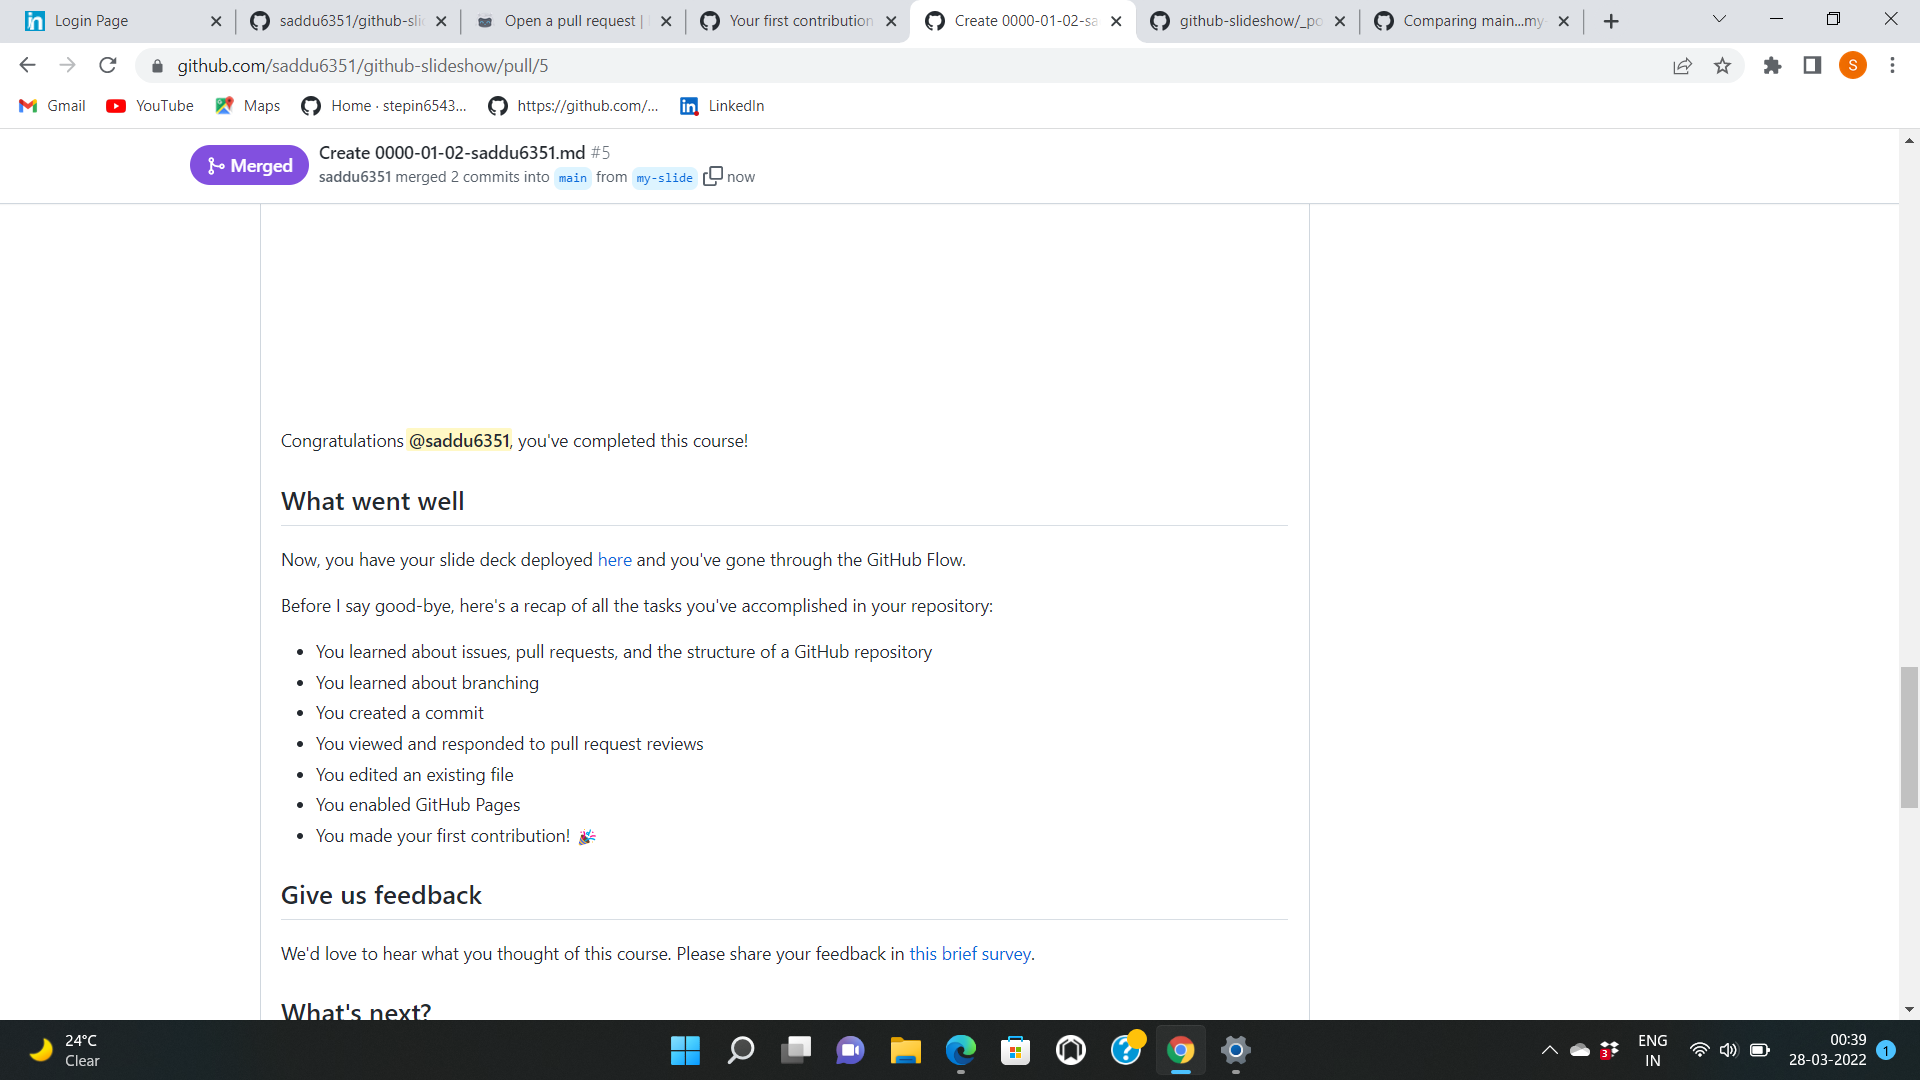 Login Page
saddu6351/github-sli
Open a pull request |
Your first contribution
Create 0000-01-02-sa
github-slideshow/_po
Comparing main...my-
github.com/saddu6351/github-slideshow/pull/5
S
Gmail
YouTube
Maps
Home · stepin6543...
https://github.com/...
LinkedIn
Merged
Create 0000-01-02-saddu6351.md #5
saddu6351 merged 2 commits into main from my-slide now
Congratulations @saddu6351, you've completed this course!
What went well
Now, you have your slide deck deployed here and you've gone through the GitHub Flow.
Before I say good-bye, here's a recap of all the tasks you've accomplished in your repository:
• You learned about issues, pull requests, and the structure of a GitHub repository
• You learned about branching
• You created a commit
• You viewed and responded to pull request reviews
• You edited an existing file
• You enabled GitHub Pages
• You made your first contribution! 🎉
Give us feedback
We'd love to hear what you thought of this course. Please share your feedback in this brief survey.
What's next?
24°C
Clear
3
ENG
IN
00:39
28-03-2022
1